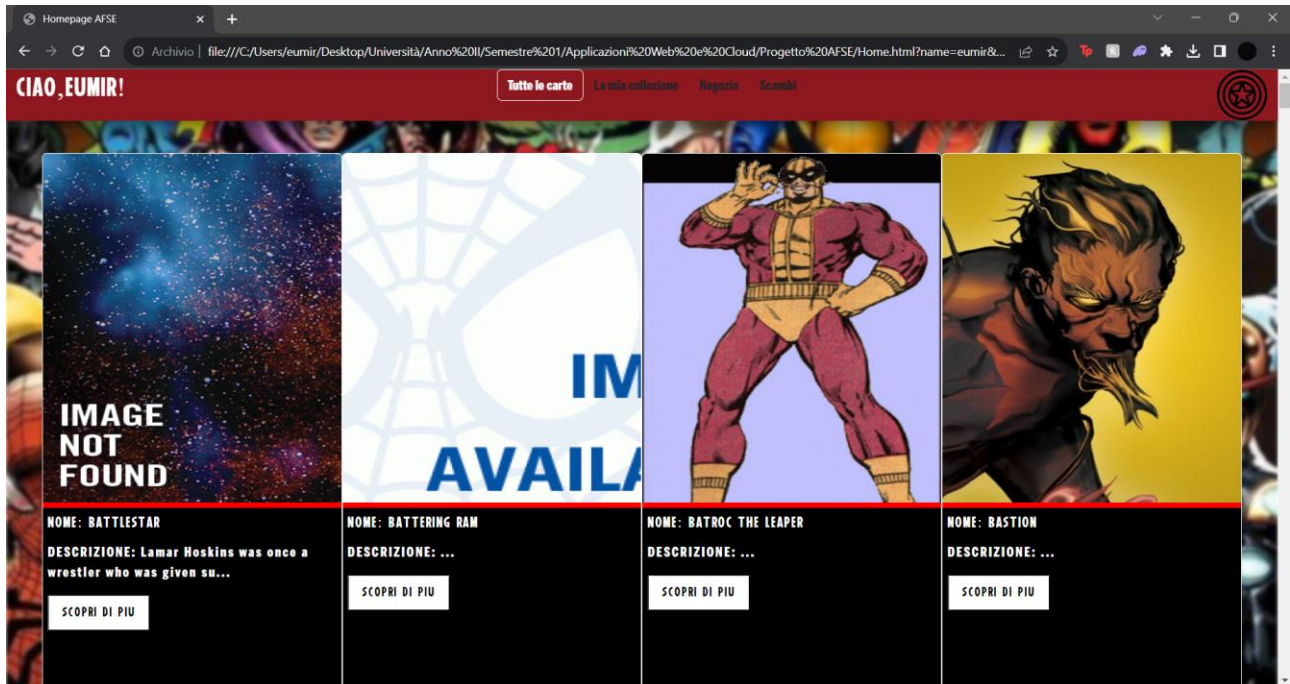 Homepage AFSE
Archivio file:///C:/Users/eumir/Desktop/Università/Anno%20II/Semestre%201/Applicazioni%20Web%20e%20Cloud/Progetto%20AFSE/Home.html?name=eumir&...
CIAO,EUMIR!
Tutte le carte La mia collezione Negozio Scambi
IMAGE
NOT
FOUND
IM
AVAILA
NOME: BATTLESTAR
DESCRIZIONE: Lamar Hoskins was once a
wrestler who was given su...
SCOPRI DI PIU
NOME: BATTERING RAM
DESCRIZIONE: ...
SCOPRI DI PIU
NOME: BATROC THE LEAPER
DESCRIZIONE: ...
SCOPRI DI PIU
NOME: BASTION
DESCRIZIONE: ...
SCOPRI DI PIU